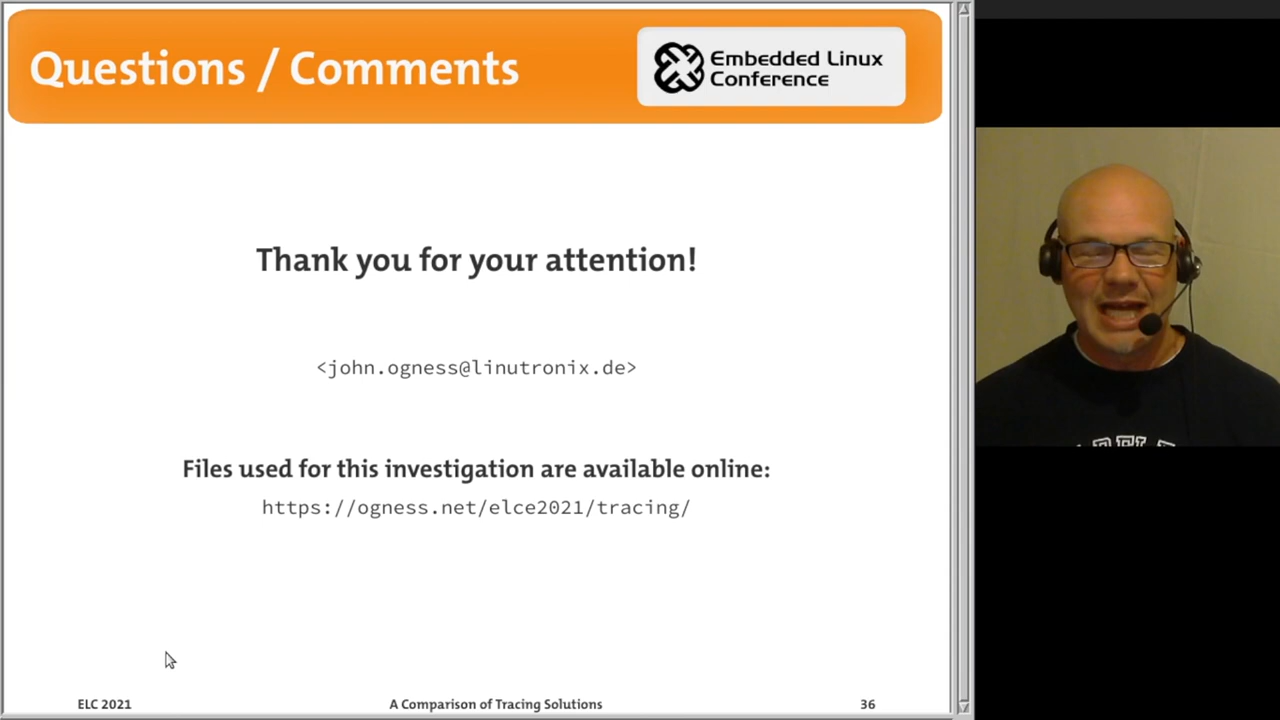 Questions / Comments
Embedded Linux
Conference
Thank you for your attention!
<john.ogness@linutronix.de>
Files used for this investigation are available online:
https://ogness.net/elce2021/tracing/
ELC 2021
A Comparison of Tracing Solutions
36